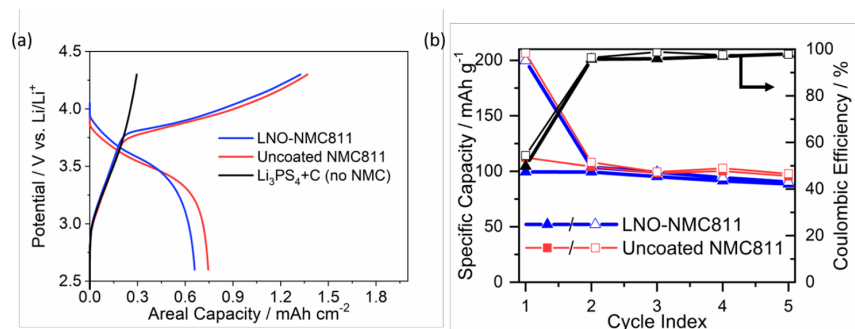 (a)
4.5
4.0
3.5
3.0
2.5
Potential / V vs. Li/Li⁺
LNO-NMC811
Uncoated NMC811
Li₃PS₄+C (no NMC)
0.0
0.3
0.6
0.9
1.2
1.5
1.8
Areal Capacity / mAh cm⁻²
(b)
200
150
100
50
0
Specific Capacity / mAh g⁻¹
100
80
60
40
20
0
Coulombic Efficiency / %
/ LNO-NMC811
/ Uncoated NMC811
1
2
3
4
5
Cycle Index